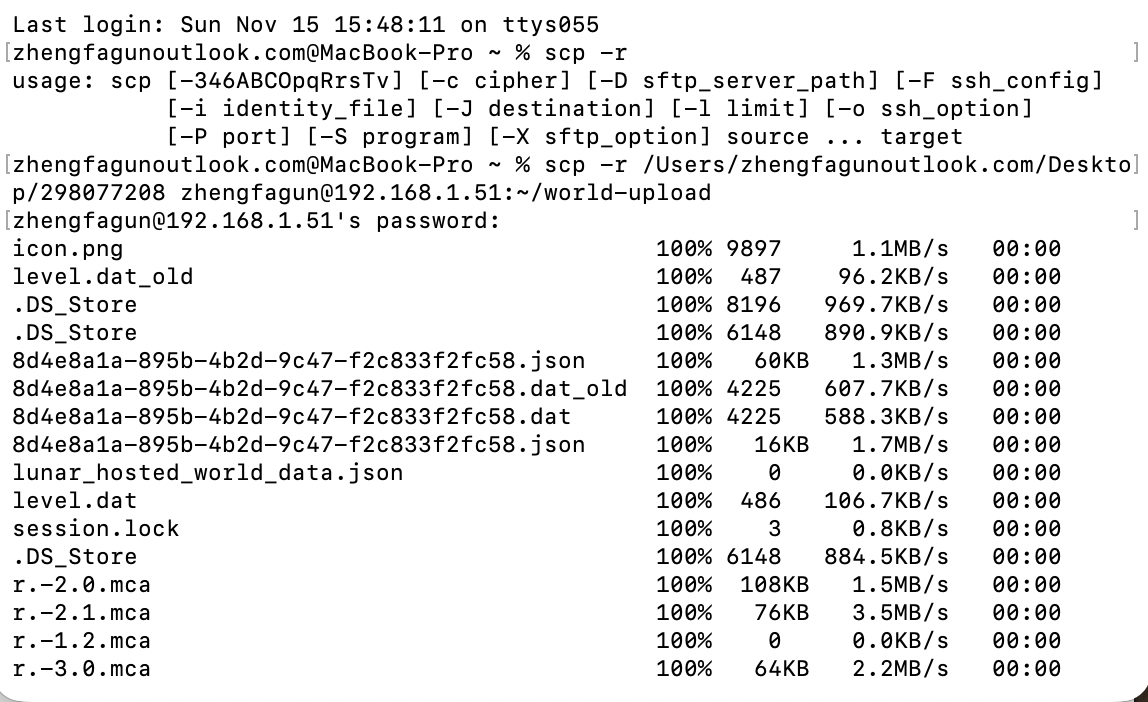 Last login: Sun Nov 15 15:48:11 on ttys055
[zhengfagunoutlook.com@MacBook-Pro ~ % scp -r ]
usage: scp [-346ABCOpqRrsTv] [-c cipher] [-D sftp_server_path] [-F ssh_config]
           [-i identity_file] [-J destination] [-l limit] [-o ssh_option]
           [-P port] [-S program] [-X sftp_option] source ... target
[zhengfagunoutlook.com@MacBook-Pro ~ % scp -r /Users/zhengfagunoutlook.com/Deskto]
p/298077208 zhengfagun@192.168.1.51:~/world-upload
[zhengfagun@192.168.1.51's password: ]
icon.png                                      100% 9897     1.1MB/s   00:00
level.dat_old                                 100%  487    96.2KB/s   00:00
.DS_Store                                     100% 8196   969.7KB/s   00:00
.DS_Store                                     100% 6148   890.9KB/s   00:00
8d4e8a1a-895b-4b2d-9c47-f2c833f2fc58.json     100%   60KB   1.3MB/s   00:00
8d4e8a1a-895b-4b2d-9c47-f2c833f2fc58.dat_old  100% 4225   607.7KB/s   00:00
8d4e8a1a-895b-4b2d-9c47-f2c833f2fc58.dat      100% 4225   588.3KB/s   00:00
8d4e8a1a-895b-4b2d-9c47-f2c833f2fc58.json     100%   16KB   1.7MB/s   00:00
lunar_hosted_world_data.json                  100%    0     0.0KB/s   00:00
level.dat                                     100%  486   106.7KB/s   00:00
session.lock                                  100%    3     0.8KB/s   00:00
.DS_Store                                     100% 6148   884.5KB/s   00:00
r.-2.0.mca                                    100%  108KB   1.5MB/s   00:00
r.-2.1.mca                                    100%   76KB   3.5MB/s   00:00
r.-1.2.mca                                    100%    0     0.0KB/s   00:00
r.-3.0.mca                                    100%   64KB   2.2MB/s   00:00